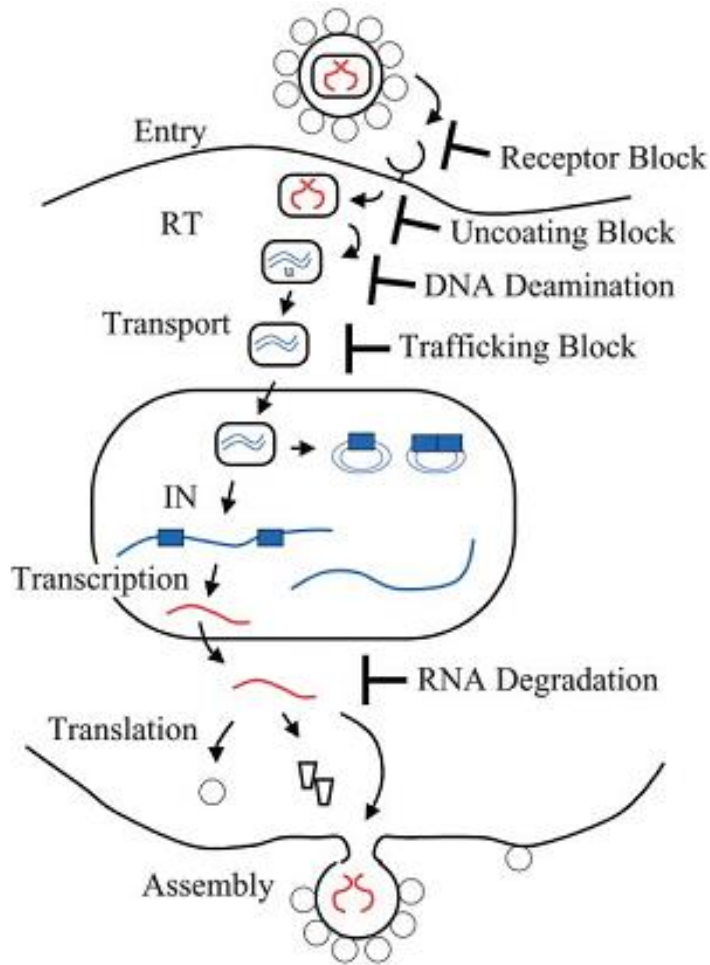 Entry
Receptor Block
RT
Uncoating Block
u
DNA Deamination
Transport
Trafficking Block
IN
Transcription
RNA Degradation
Translation
Assembly